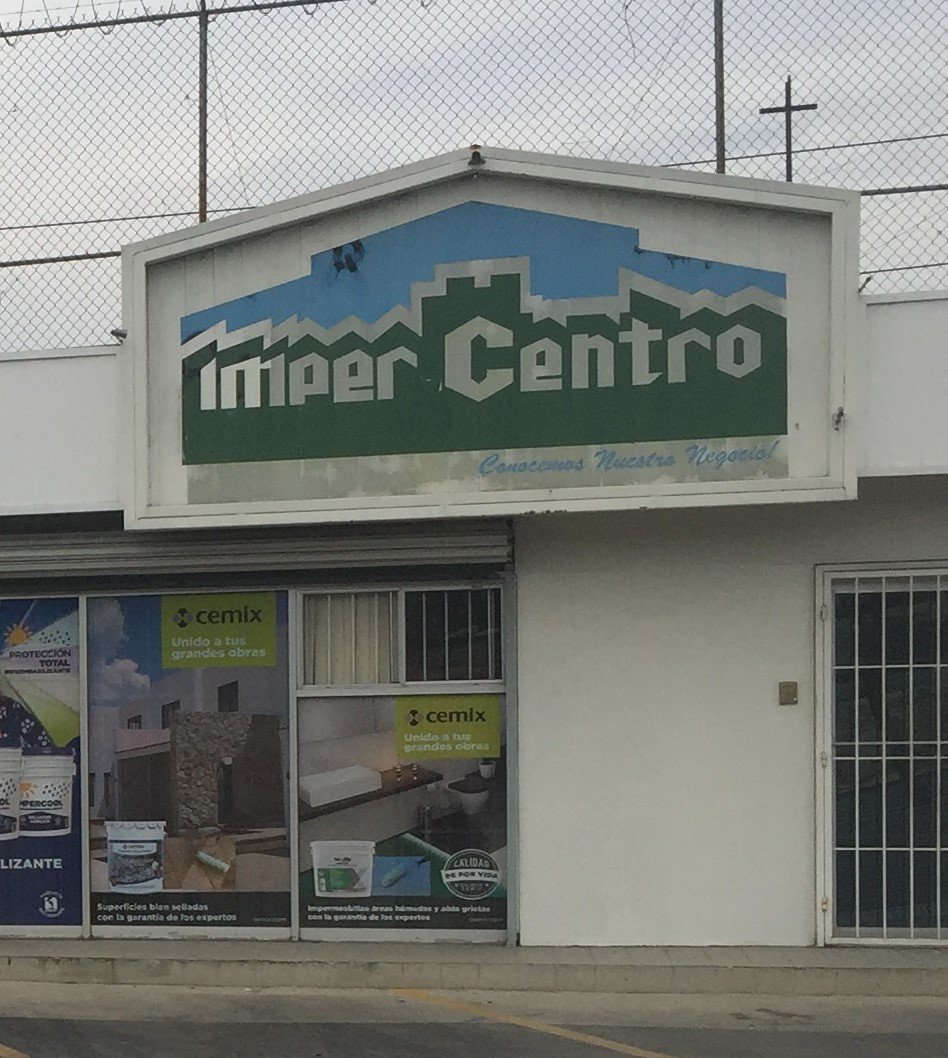 Imper Centro
Conocemos Nuestro Negocio!
PROTECCIÓN
TOTAL
IMPERMEABILIZANTE
IMPERCOOL
LIZANTE
cemix
Unido a tus
grandes obras
Superficies bien selladas
con la garantía de los expertos
cemix
Unido a tus
grandes obras
CALIDAD
DE POR VIDA
Impermeabiliza áreas húmedas y aísla grietas
con la garantía de los expertos